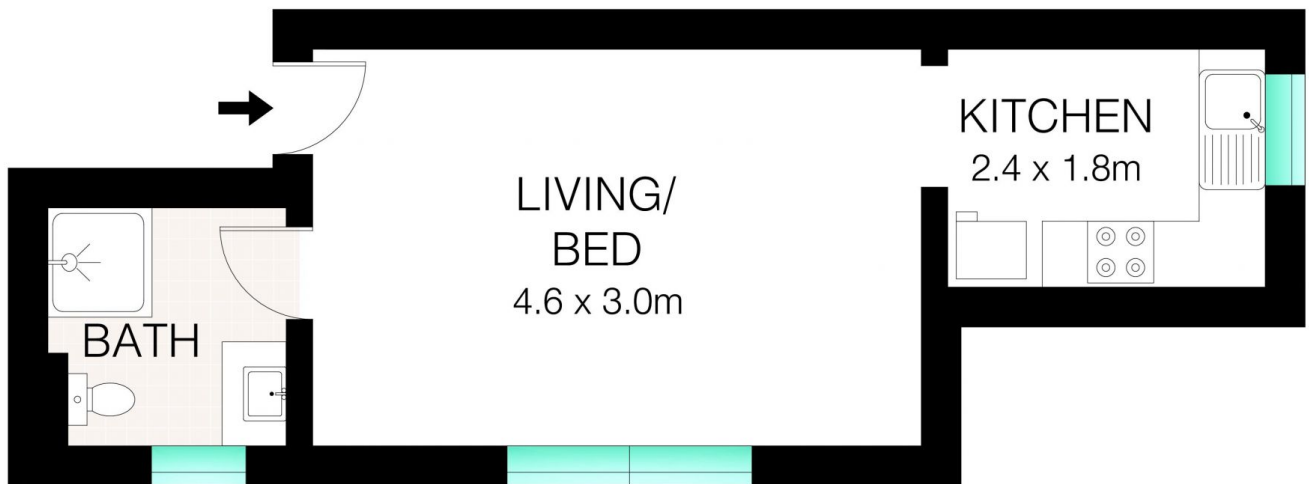 LIVING/
BED
4.6 x 3.0m
KITCHEN
2.4 x 1.8m
BATH